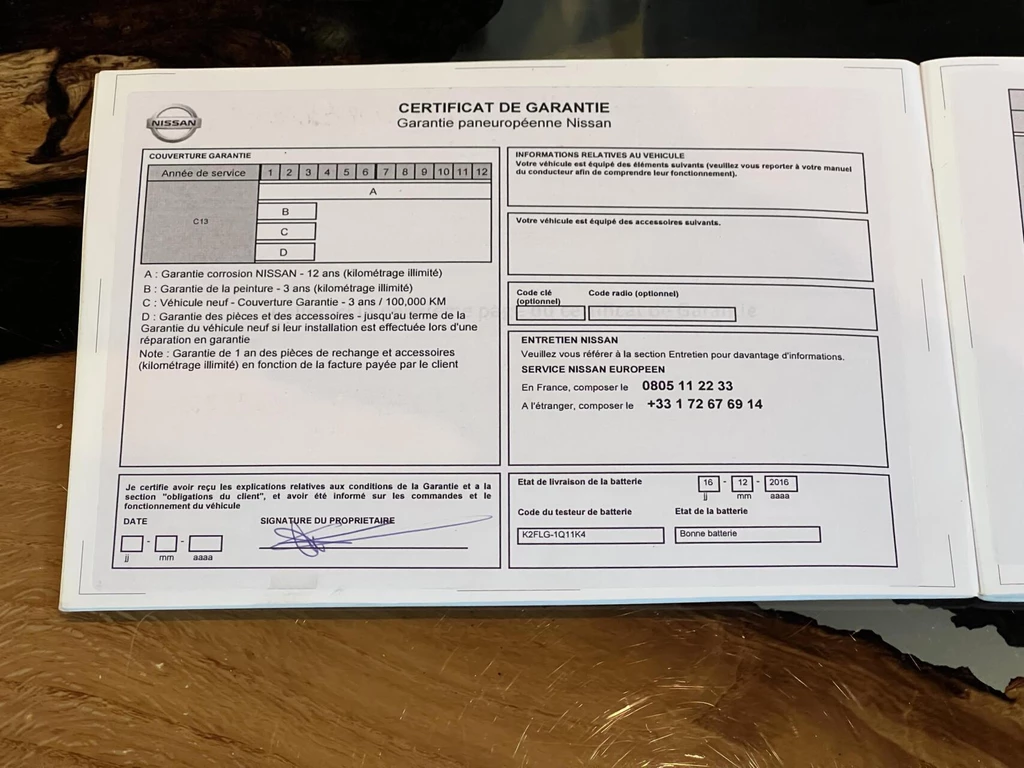 NISSAN
CERTIFICAT DE GARANTIE
Garantie paneuropéenne Nissan
COUVERTURE GARANTIE
Année de service 1 2 3 4 5 6 7 8 9 10 11 12
A
C13
B
C
D
A : Garantie corrosion NISSAN - 12 ans (kilométrage illimité)
B : Garantie de la peinture - 3 ans (kilométrage illimité)
C : Véhicule neuf - Couverture Garantie - 3 ans / 100,000 KM
D : Garantie des pièces et des accessoires - jusqu'au terme de la
Garantie du véhicule neuf si leur installation est effectuée lors d'une
réparation en garantie
Note : Garantie de 1 an des pièces de rechange et accessoires
(kilométrage illimité) en fonction de la facture payée par le client
Je certifie avoir reçu les explications relatives aux conditions de la Garantie et a la
section "obligations du client", et avoir été informé sur les commandes et le
fonctionnement du véhicule
DATE SIGNATURE DU PROPRIETAIRE
- -
jj mm aaaa
INFORMATIONS RELATIVES AU VEHICULE
Votre véhicule est équipé des éléments suivants (veuillez vous reporter à votre manuel
du conducteur afin de comprendre leur fonctionnement).
Votre véhicule est équipé des accessoires suivants.
Code clé Code radio (optionnel)
(optionnel)
ENTRETIEN NISSAN
Veuillez vous référer à la section Entretien pour davantage d'informations.
SERVICE NISSAN EUROPEEN
En France, composer le 0805 11 22 33
A l'étranger, composer le +33 1 72 67 69 14
Etat de livraison de la batterie 16 - 12 - 2016
jj mm aaaa
Code du testeur de batterie Etat de la batterie
K2FLG-1Q11K4 Bonne batterie